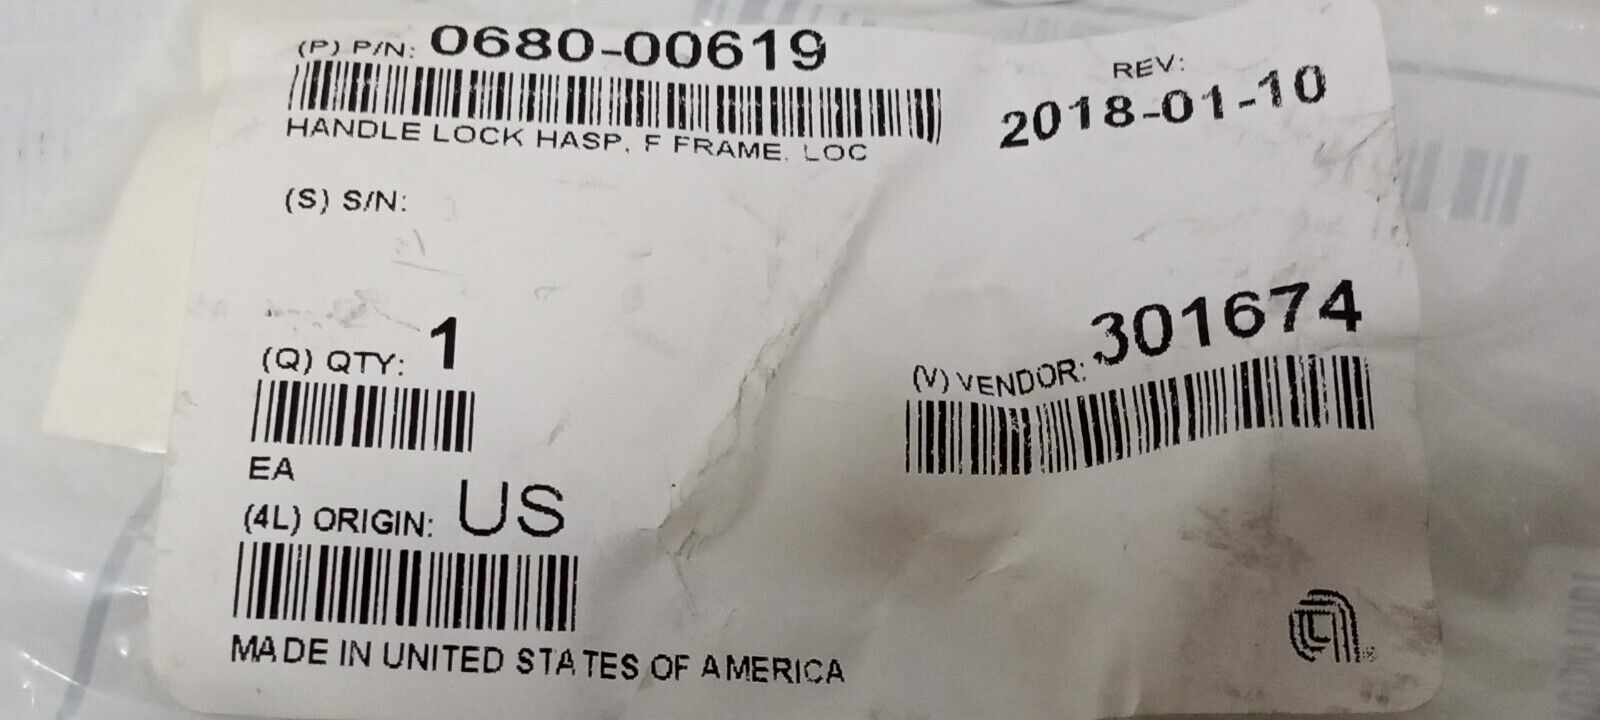 (P) P/N: 0680-00619
REV:
2018-01-10
HANDLE LOCK HASP, F FRAME, LOC
(S) S/N:
(Q) QTY: 1
(V) VENDOR: 301674
EA
(4L) ORIGIN: US
MADE IN UNITED STATES OF AMERICA
®